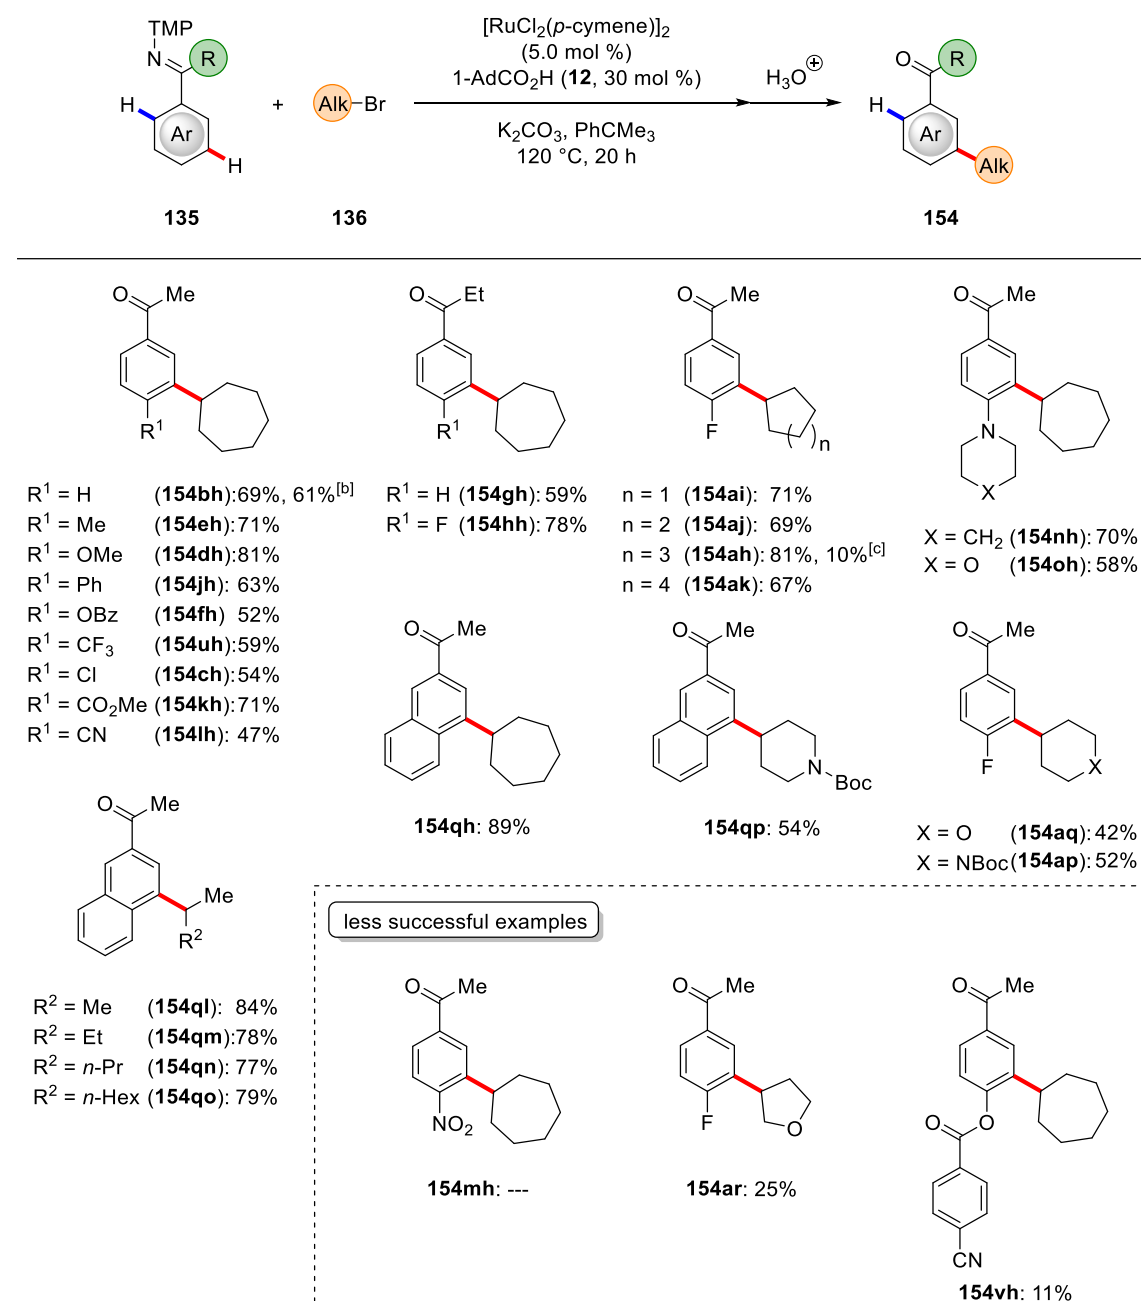 TMP
N
R
H
Ar
H
135
+
Alk Br
136
[RuCl2(p-cymene)]2
(5.0 mol %)
1-AdCO2H (12, 30 mol %)
K2CO3, PhCMe3
120 °C, 20 h
H3O⊕
O
R
H
Ar
Alk
154
O Me
R1
R1 = H (154bh): 69%, 61%[b]
R1 = Me (154eh): 71%
R1 = OMe (154dh): 81%
R1 = Ph (154jh): 63%
R1 = OBz (154fh) 52%
R1 = CF3 (154uh): 59%
R1 = Cl (154ch): 54%
R1 = CO2Me (154kh): 71%
R1 = CN (154lh): 47%
O Et
R1
R1 = H (154gh): 59%
R1 = F (154hh): 78%
O Me
F
( )n
n = 1 (154ai): 71%
n = 2 (154aj): 69%
n = 3 (154ah): 81%, 10%[c]
n = 4 (154ak): 67%
O Me
N
X
X = CH2 (154nh): 70%
X = O (154oh): 58%
O Me
154qh: 89%
O Me
N
Boc
154qp: 54%
O Me
F
X
X = O (154aq): 42%
X = NBoc (154ap): 52%
O Me
Me
R2
R2 = Me (154ql): 84%
R2 = Et (154qm): 78%
R2 = n-Pr (154qn): 77%
R2 = n-Hex (154qo): 79%
less successful examples
O Me
NO2
154mh: ---
O Me
F
O
154ar: 25%
O Me
O
O
CN
154vh: 11%